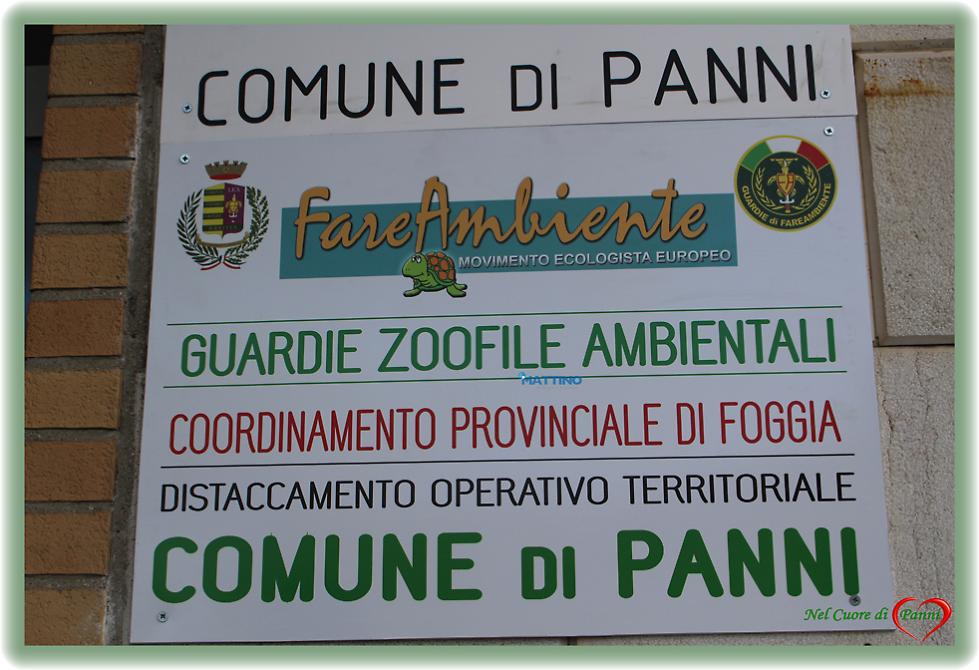 COMUNE DI PANNI
FareAmbiente
MOVIMENTO ECOLOGISTA EUROPEO
GUARDIE di FAREAMBIENTE
GUARDIE ZOOFILE AMBIENTALI
MATTINO
COORDINAMENTO PROVINCIALE DI FOGGIA
DISTACCAMENTO OPERATIVO TERRITORIALE
COMUNE DI PANNI
Nel Cuore di Panni